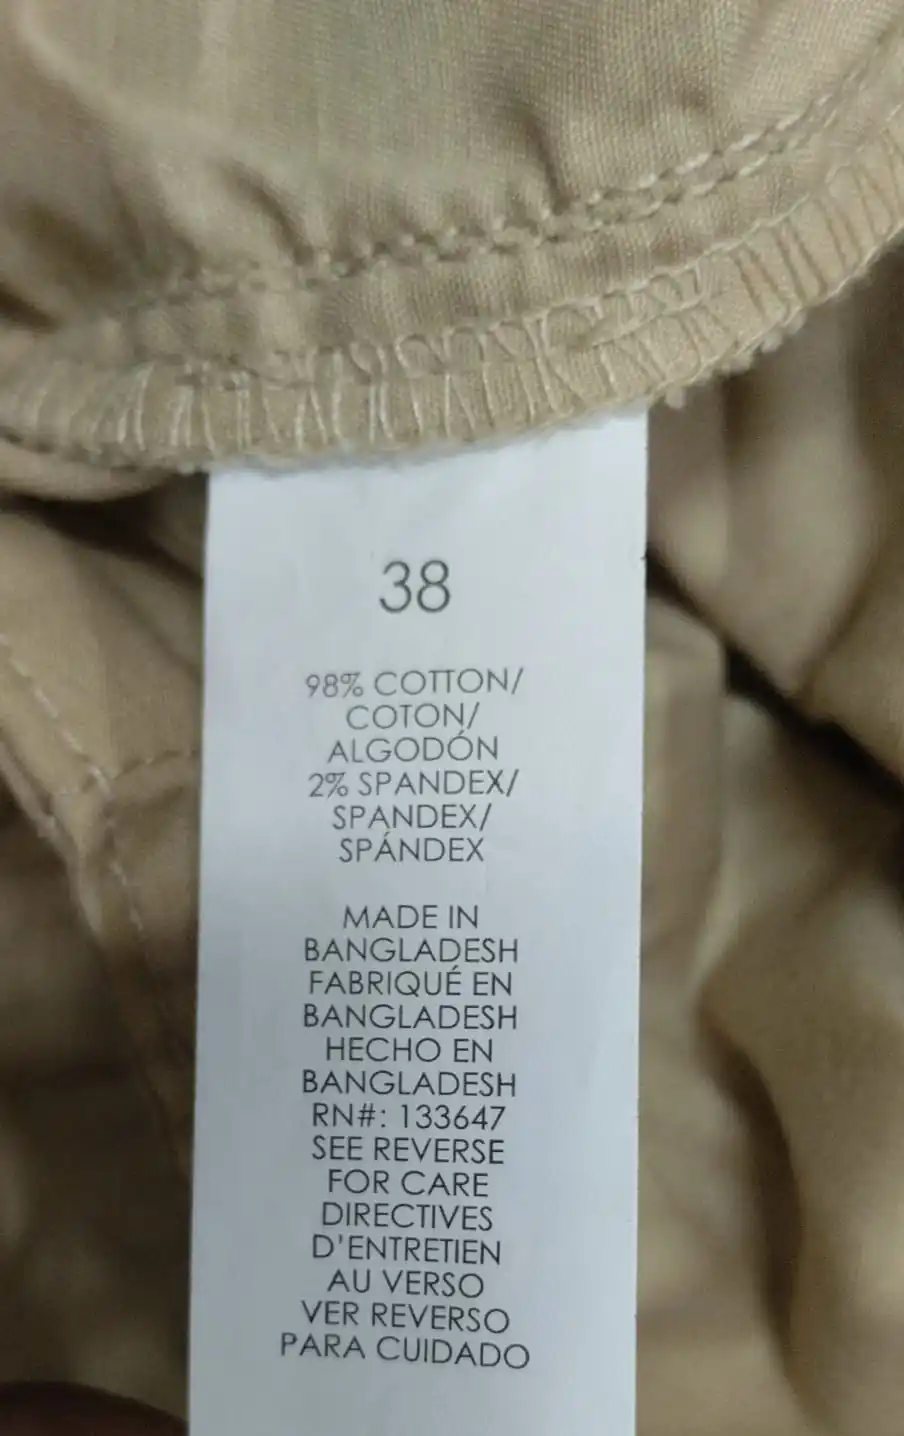 38
98% COTTON/
COTON/
ALGODÓN
2% SPANDEX/
SPANDEX/
SPÁNDEX
MADE IN
BANGLADESH
FABRIQUÉ EN
BANGLADESH
HECHO EN
BANGLADESH
RN#: 133647
SEE REVERSE
FOR CARE
DIRECTIVES
D'ENTRETIEN
AU VERSO
VER REVERSO
PARA CUIDADO